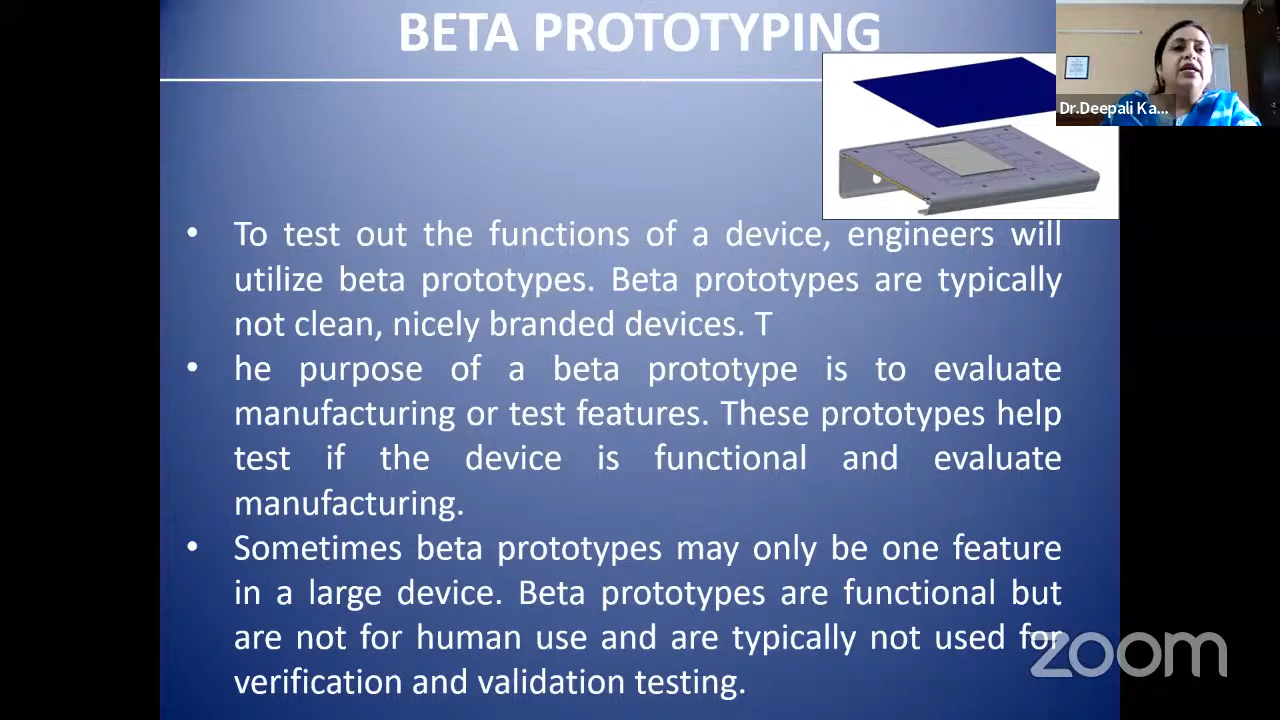 BETA PROTOTYPING
Dr.Deepali Ka...
• To test out the functions of a device, engineers will
utilize beta prototypes. Beta prototypes are typically
not clean, nicely branded devices. T
• he purpose of a beta prototype is to evaluate
manufacturing or test features. These prototypes help
test if the device is functional and evaluate
manufacturing.
• Sometimes beta prototypes may only be one feature
in a large device. Beta prototypes are functional but
are not for human use and are typically not used for
verification and validation testing.
zoom